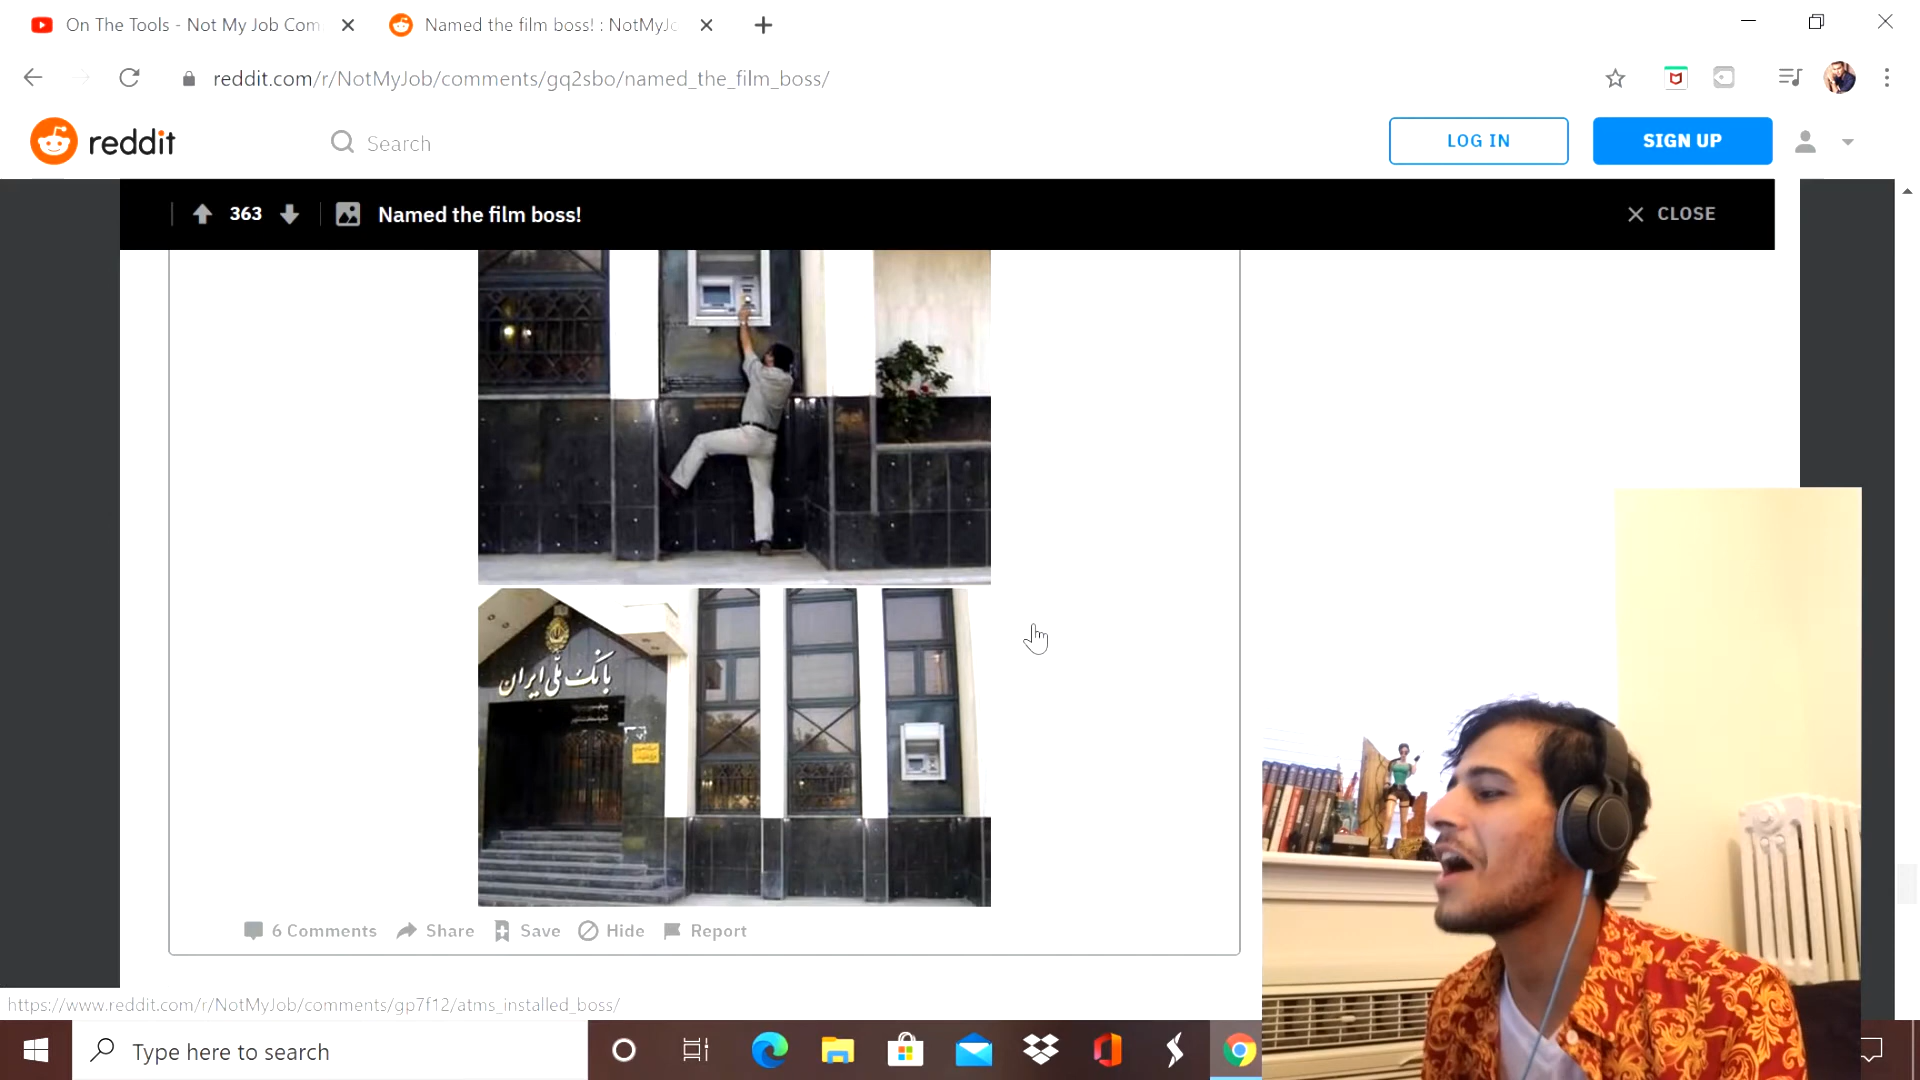 On The Tools - Not My Job Com
Named the film boss! : NotMyJo
reddit.com/r/NotMyJob/comments/gq2sbo/named_the_film_boss/
reddit
Search
LOG IN
SIGN UP
363
Named the film boss!
CLOSE
بانک ملی ایران
6 Comments
Share
Save
Hide
Report
https://www.reddit.com/r/NotMyJob/comments/gp7f12/atms_installed_boss/
Type here to search